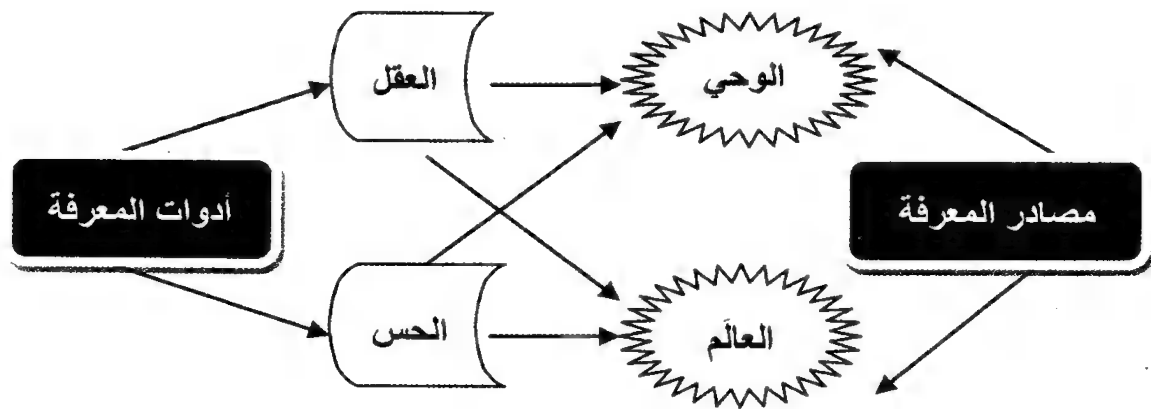 الوحي
العقل
مصادر المعرفة
أدوات المعرفة
العالَم
الحس